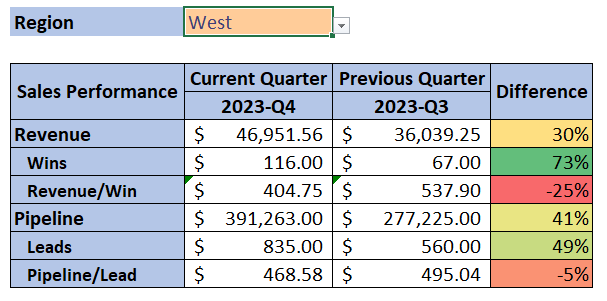 Region West
Sales Performance Current Quarter Previous Quarter Difference
2023-Q4 2023-Q3
Revenue $ 46,951.56 $ 36,039.25 30%
Wins $ 116.00 $ 67.00 73%
Revenue/Win $ 404.75 $ 537.90 -25%
Pipeline $ 391,263.00 $ 277,225.00 41%
Leads $ 835.00 $ 560.00 49%
Pipeline/Lead $ 468.58 $ 495.04 -5%